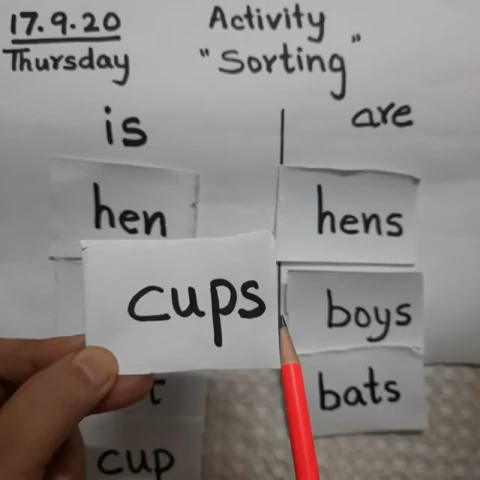 17.9.20
Thursday
Activity
"Sorting"
is
are
hen
hens
cups
boys
bats
cup